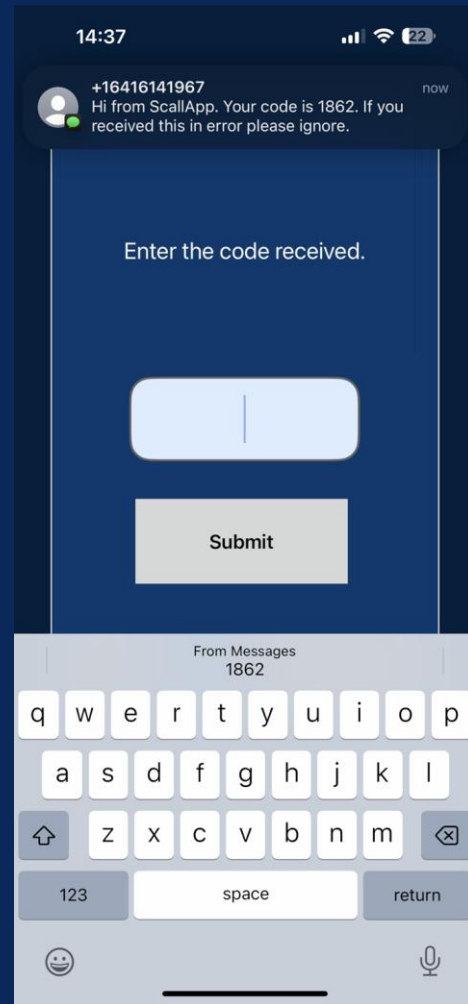 14:37
22
+16416141967
now
Hi from ScallApp. Your code is 1862. If you
received this in error please ignore.
Enter the code received.
Submit
From Messages
1862
q w e r t y u i o p
a s d f g h j k l
z x c v b n m
123 space return